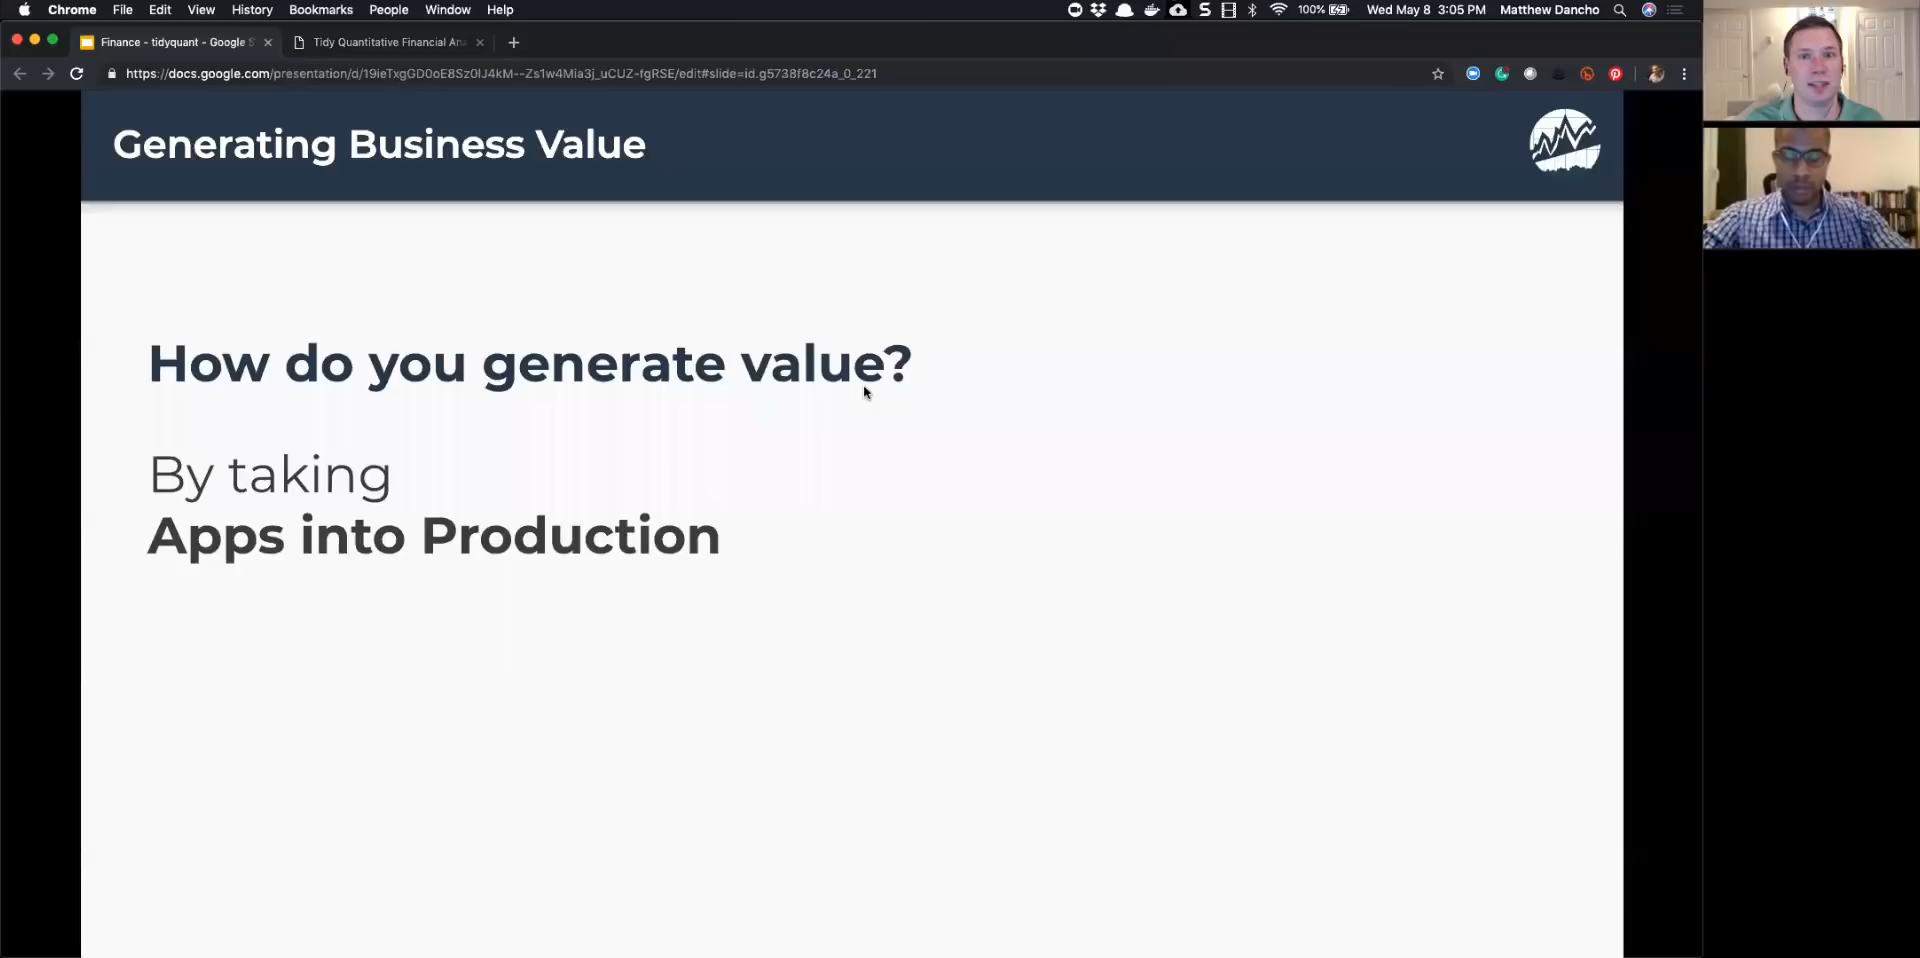 Chrome File Edit View History Bookmarks People Window Help 100% Wed May 8 3:05 PM Matthew Dancho
Finance - tidyquant - Google S Tidy Quantitative Financial Ana
https://docs.google.com/presentation/d/19ieTxgGD0oE8Sz0lJ4kM--Zs1w4Mia3j_uCUZ-fgRSE/edit#slide=id.g5738f8c24a_0_221
Generating Business Value
How do you generate value?
By taking
Apps into Production